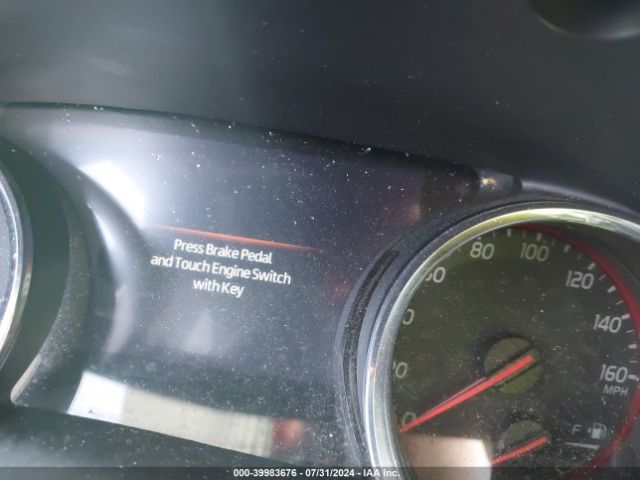 Press Brake Pedal
and Touch Engine Switch
with Key
80
100
120
140
160
MPH
F
000-39983676 - 07/31/2024 - IAA Inc.